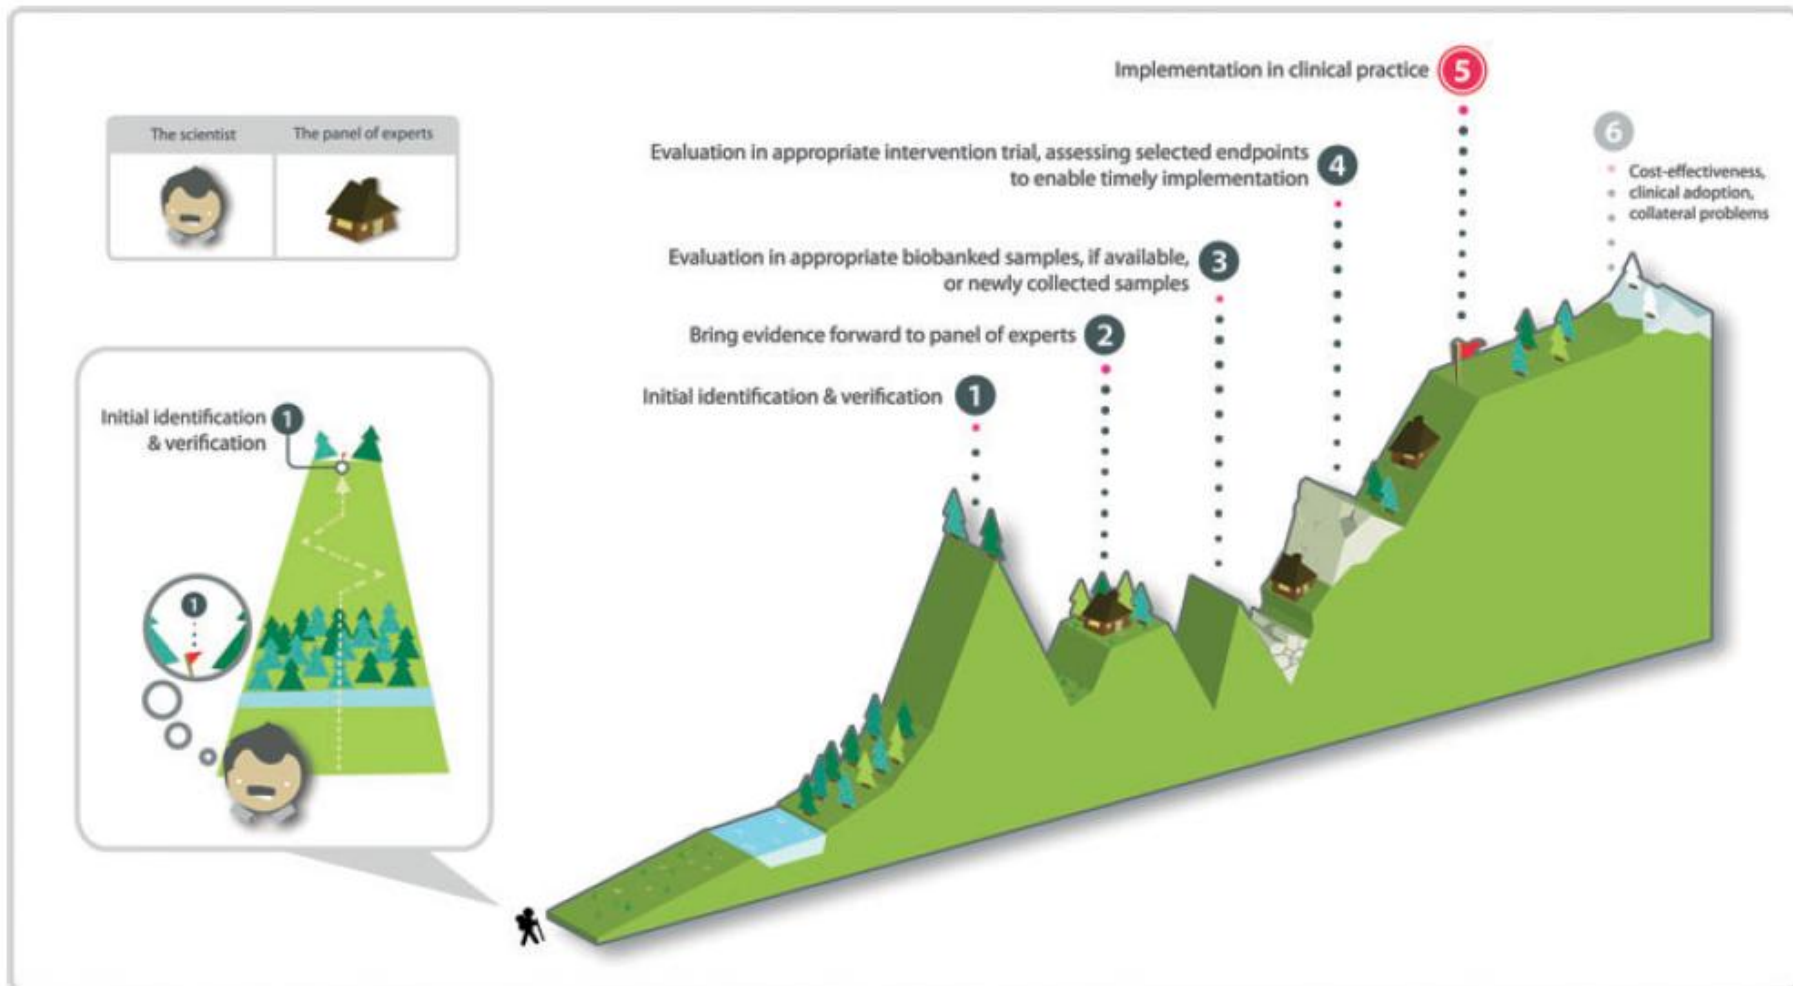 The scientist
The panel of experts
Initial identification
& verification
1
1
Initial identification & verification
1
Bring evidence forward to panel of experts
2
Evaluation in appropriate biobanked samples, if available,
or newly collected samples
3
Evaluation in appropriate intervention trial, assessing selected endpoints
to enable timely implementation
4
Implementation in clinical practice
5
6
Cost-effectiveness,
clinical adoption,
collateral problems